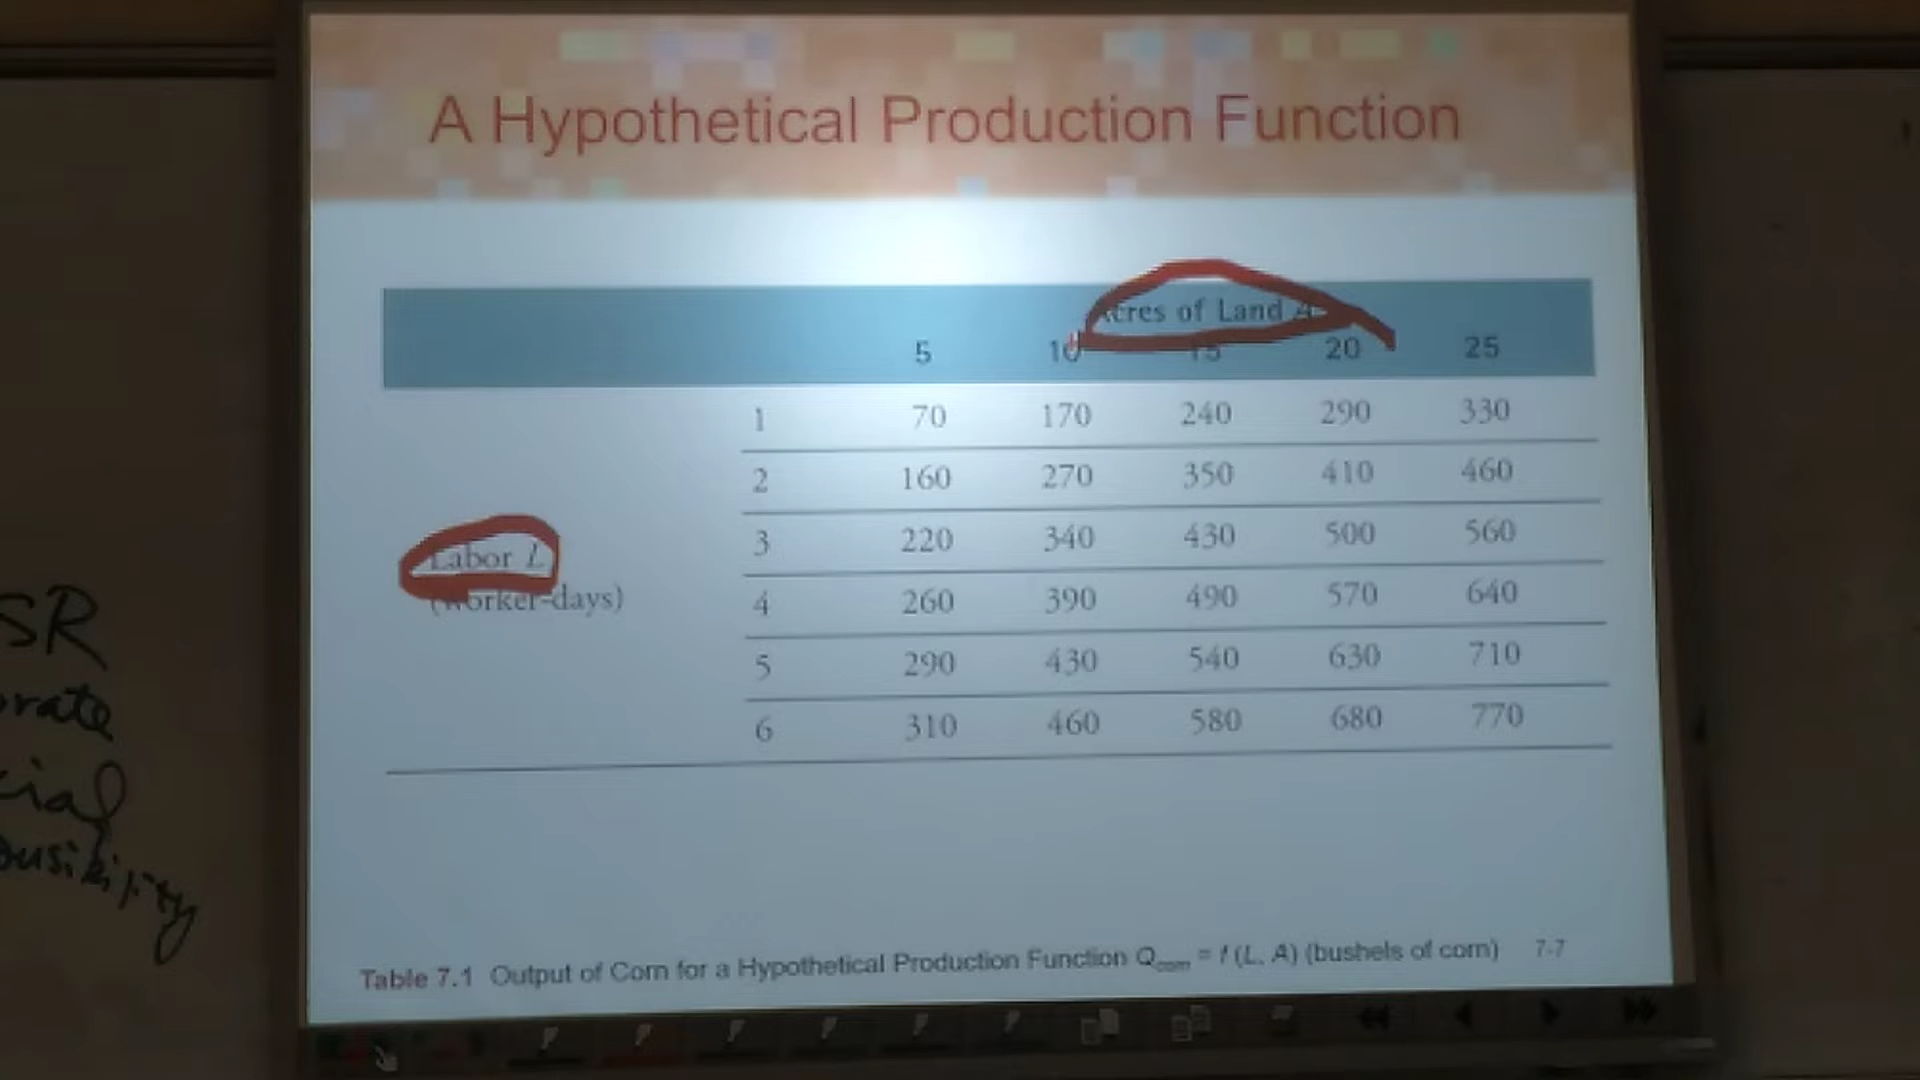 A Hypothetical Production Function
Acres of Land A
5 10 15 20 25
1 70 170 240 290 330
2 160 270 350 410 460
3 220 340 430 500 560
Labor L
(worker-days)
4 260 390 490 570 640
5 290 430 540 630 710
6 310 460 580 680 770
Table 7.1 Output of Corn for a Hypothetical Production Function Qcorn = f (L, A) (bushels of corn) 7-7
SR
orate
cial